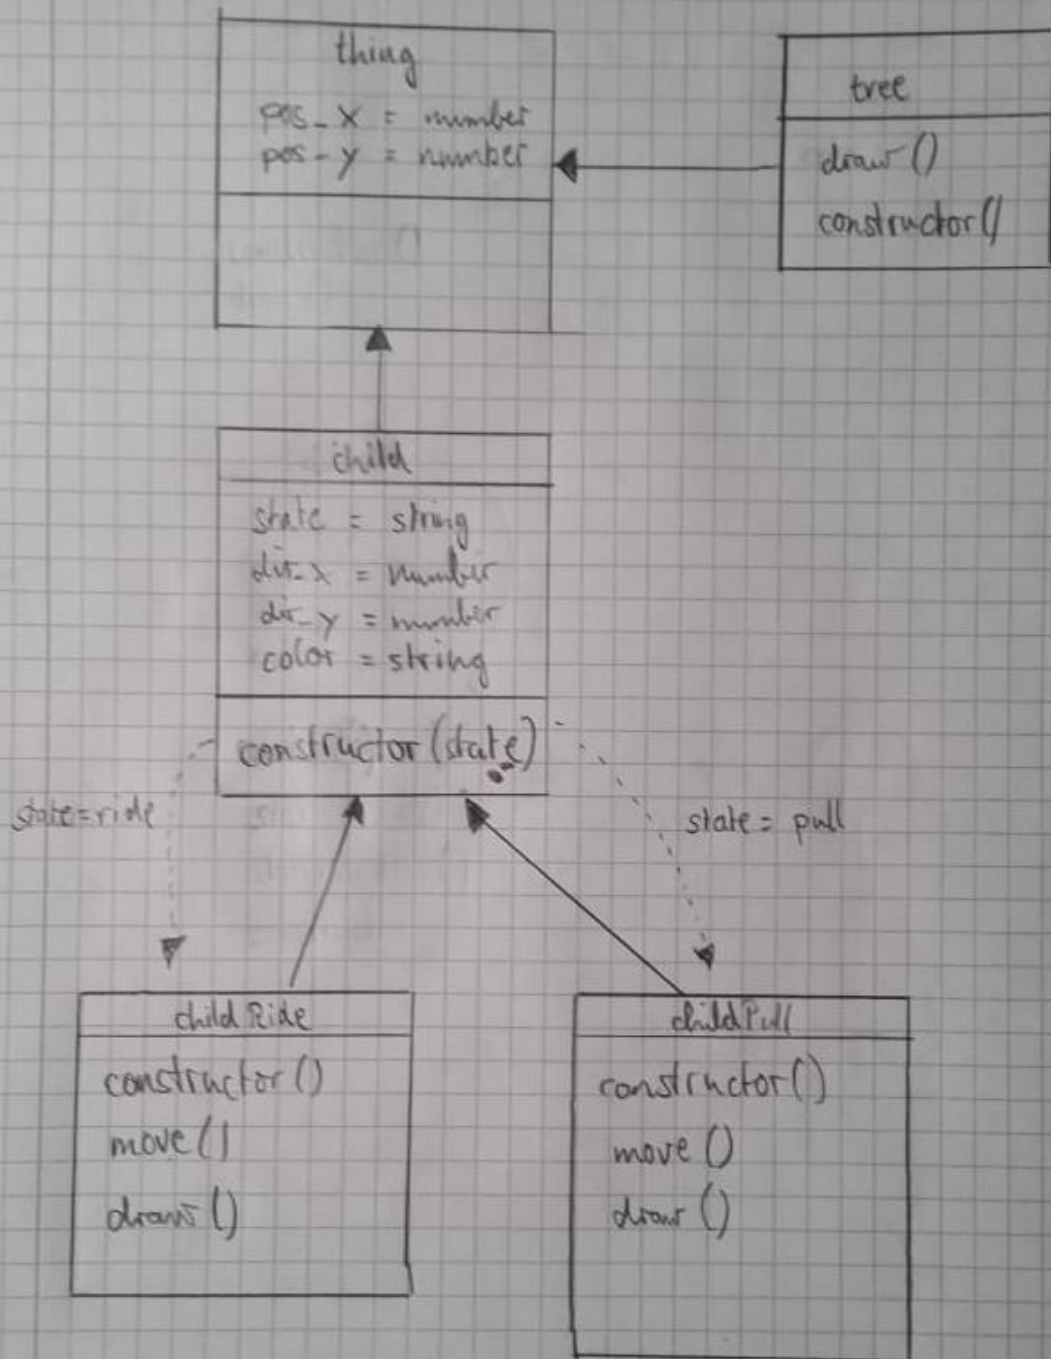 thing
pos_x = number
pos-y = number
tree
draw()
constructor()
child
state = string
dir_x = number
dir_y = number
color = string
constructor(state)
state=ride
state= pull
childRide
constructor()
move()
draw()
childPull
constructor()
move()
draw()